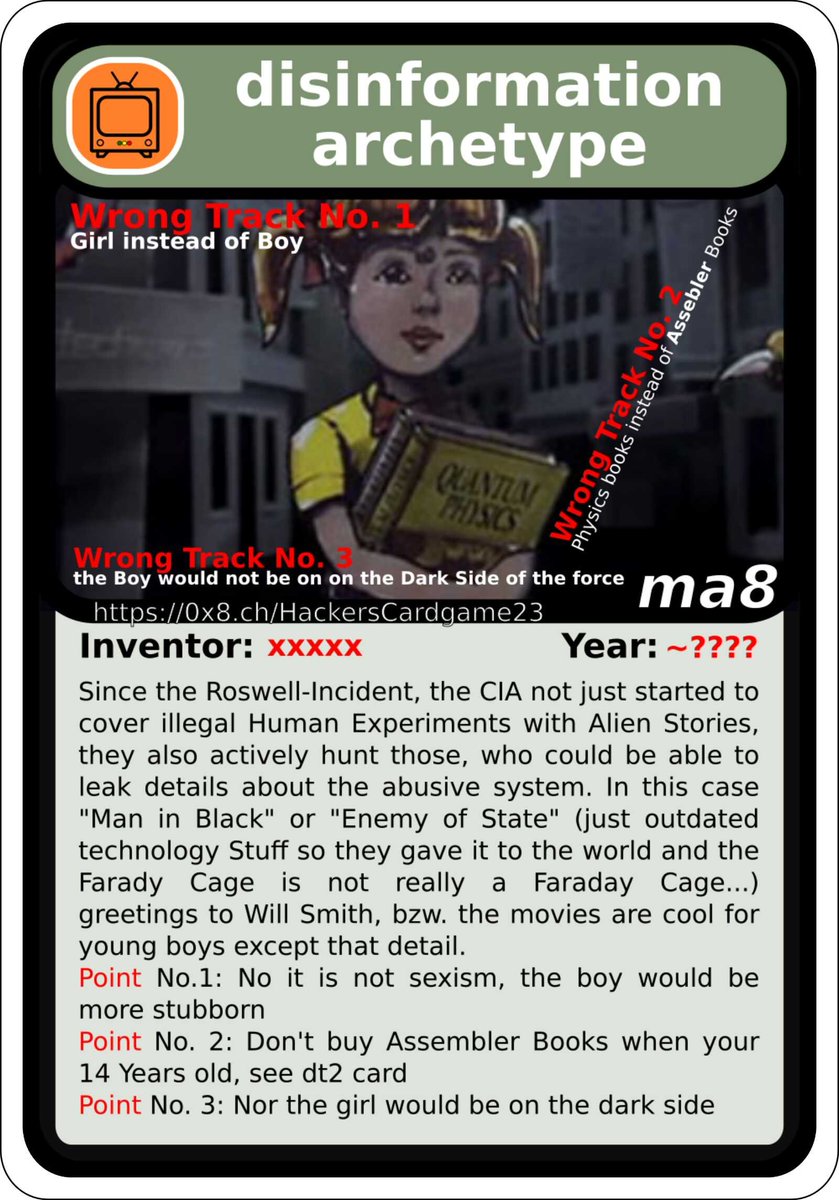 disinformation
archetype
Wrong Track No. 1
Girl instead of Boy
Wrong Track No. 2
Physics books instead of Assebler Books
QUANTUM
PHYSICS
Wrong Track No. 3
the Boy would not be on on the Dark Side of the force
ma8
https://0x8.ch/HackersCardgame23
Inventor: xxxxx Year: ~????
Since the Roswell-Incident, the CIA not just started to
cover illegal Human Experiments with Alien Stories,
they also actively hunt those, who could be able to
leak details about the abusive system. In this case
"Man in Black" or "Enemy of State" (just outdated
technology Stuff so they gave it to the world and the
Farady Cage is not really a Faraday Cage...)
greetings to Will Smith, bzw. the movies are cool for
young boys except that detail.
Point No.1: No it is not sexism, the boy would be
more stubborn
Point No. 2: Don't buy Assembler Books when your
14 Years old, see dt2 card
Point No. 3: Nor the girl would be on the dark side